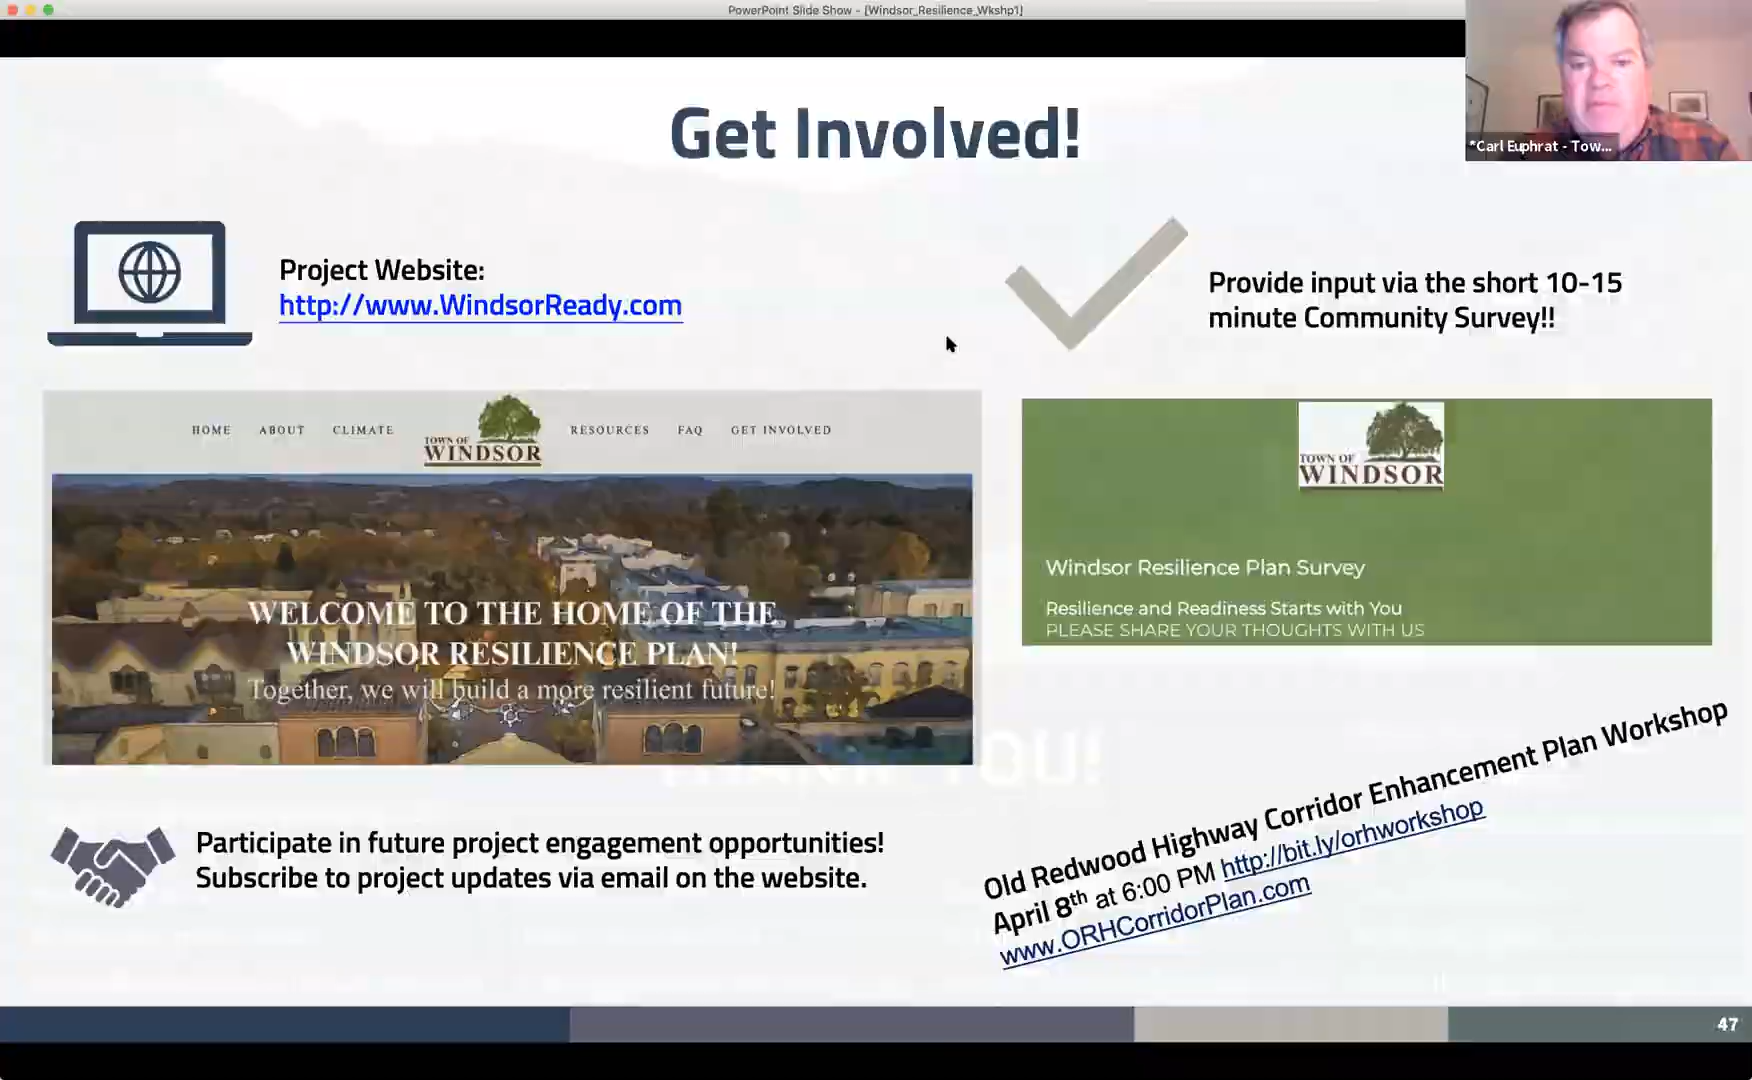 PowerPoint Slide Show - [Windsor_Resilience_Wkshp1]
*Carl Euphrat - Tow...
Get Involved!
Project Website:
http://www.WindsorReady.com
Provide input via the short 10-15
minute Community Survey!!
HOME ABOUT CLIMATE TOWN OF WINDSOR RESOURCES FAQ GET INVOLVED
WELCOME TO THE HOME OF THE
WINDSOR RESILIENCE PLAN!
Together, we will build a more resilient future!
TOWN OF
WINDSOR
Windsor Resilience Plan Survey
Resilience and Readiness Starts with You
PLEASE SHARE YOUR THOUGHTS WITH US
THANK YOU!
Participate in future project engagement opportunities!
Subscribe to project updates via email on the website.
Old Redwood Highway Corridor Enhancement Plan Workshop
April 8th at 6:00 PM http://bit.ly/orhworkshop
www.ORHCorridorPlan.com
47